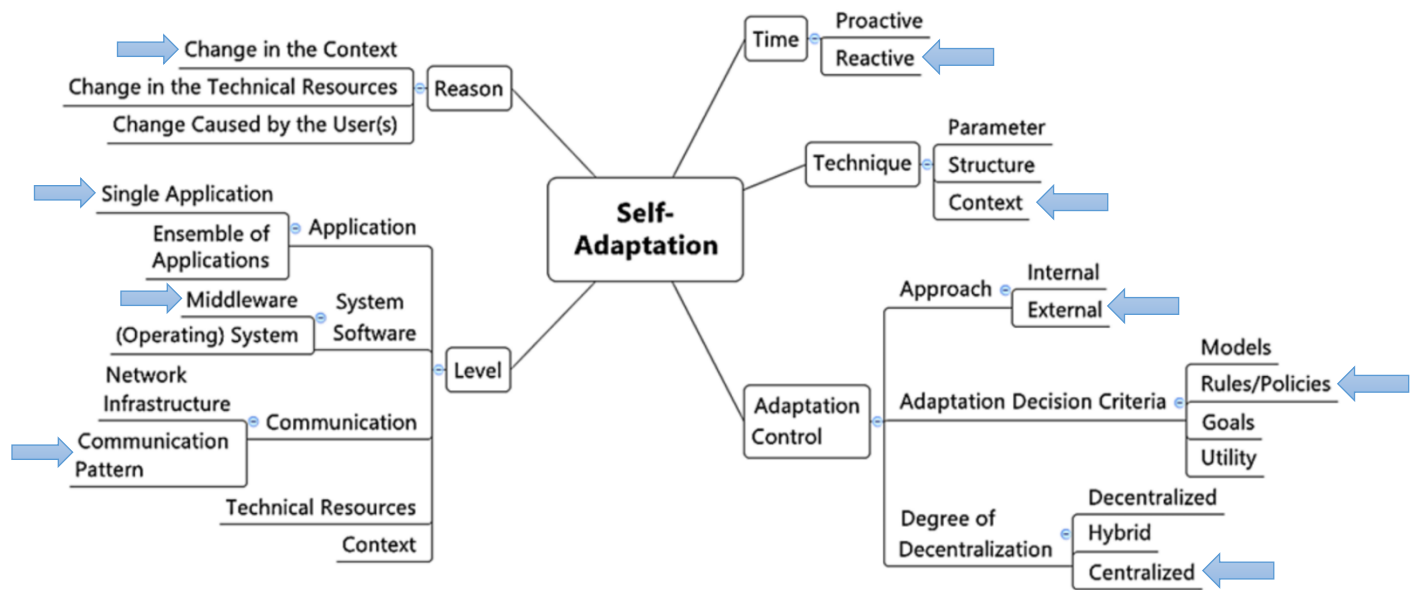 Self-
Adaptation
Reason
Change in the Context
Change in the Technical Resources
Change Caused by the User(s)
Level
Application
Single Application
Ensemble of
Applications
System
Software
Middleware
(Operating) System
Communication
Network
Infrastructure
Communication
Pattern
Technical Resources
Context
Time
Proactive
Reactive
Technique
Parameter
Structure
Context
Adaptation
Control
Approach
Internal
External
Adaptation Decision Criteria
Models
Rules/Policies
Goals
Utility
Degree of
Decentralization
Decentralized
Hybrid
Centralized